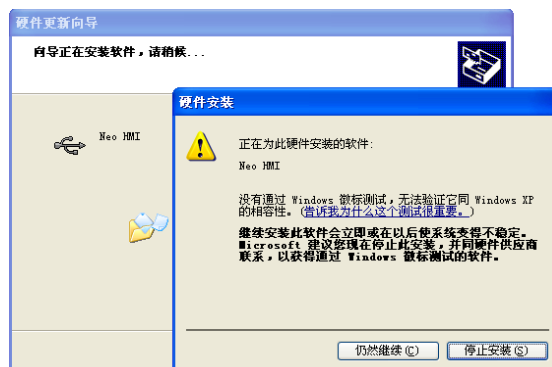 硬件更新向导
向导正在安装软件，请稍候...
Neo HMI
硬件安装
正在为此硬件安装的软件:
Neo HMI
没有通过 Windows 徽标测试，无法验证它同 Windows XP
的相容性。(告诉我为什么这个测试很重要。)
继续安装此软件会立即或在以后使系统变得不稳定。
Microsoft 建议您现在停止此安装，并同硬件供应商
联系，以获得通过 Windows 徽标测试的软件。
仍然继续(C)
停止安装(S)